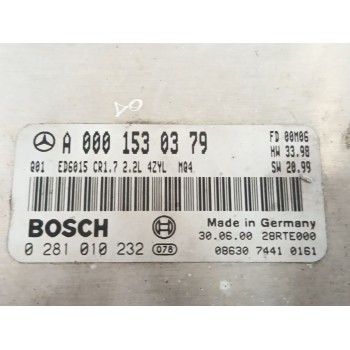 A 000 153 03 79
FD 00M06
HW 33.98
001 ED6015 CR1.7 2.2L 4ZYL M04
SW 20.99
BOSCH
Made in Germany
0 281 010 232 078
30.06.00 28RTE000
08630 7441 0161